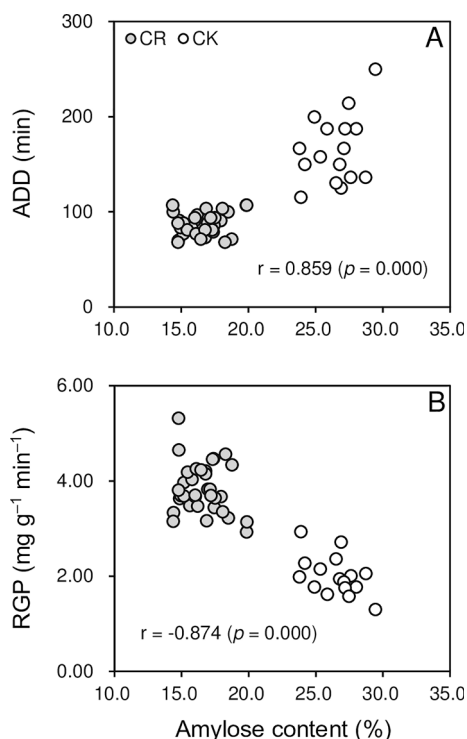 300
CR CK
A
200
ADD (min)
100
r = 0.859 (p = 0.000)
0
10.0 15.0 20.0 25.0 30.0 35.0
6.00
B
4.00
RGP (mg g⁻¹ min⁻¹)
2.00
r = -0.874 (p = 0.000)
0.00
10.0 15.0 20.0 25.0 30.0 35.0
Amylose content (%)